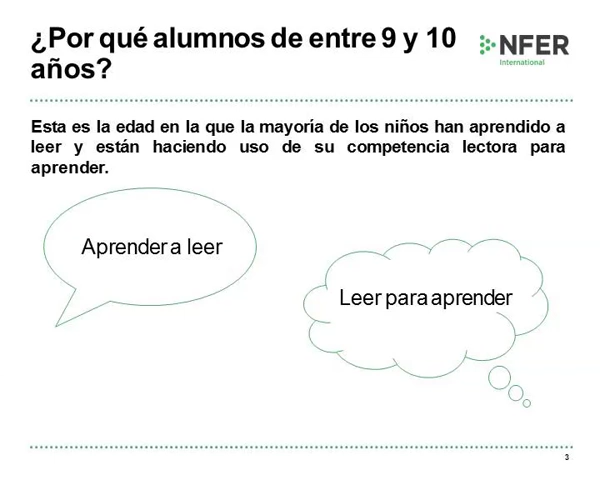 ¿Por qué alumnos de entre 9 y 10
años?
NFER
International
Esta es la edad en la que la mayoría de los niños han aprendido a
leer y están haciendo uso de su competencia lectora para
aprender.
Aprender a leer
Leer para aprender
3